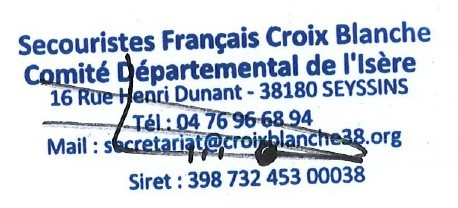 Secouristes Français Croix Blanche
Comité Départemental de l'Isère
16 Rue Henri Dunant - 38180 SEYSSINS
Tél : 04 76 96 68 94
Mail : secretariat@croixblanche38.org
Siret : 398 732 453 00038